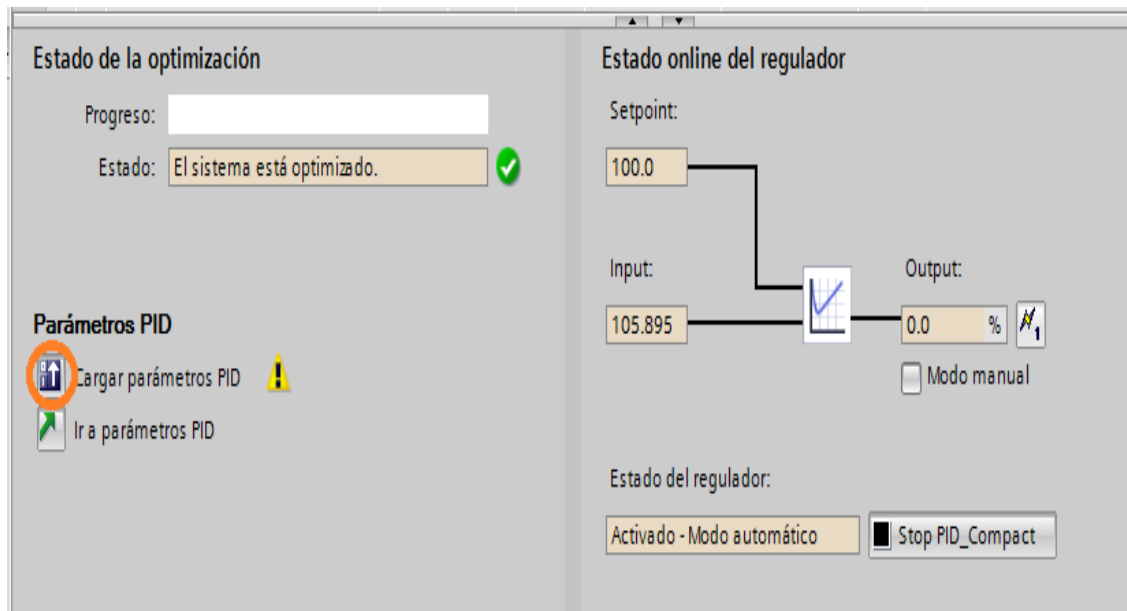 Estado de la optimización
Progreso:
Estado: El sistema está optimizado.
Parámetros PID
Cargar parámetros PID
Ir a parámetros PID
Estado online del regulador
Setpoint:
100.0
Input:
105.895
Output:
0.0 %
1
Modo manual
Estado del regulador:
Activado - Modo automático
Stop PID_Compact